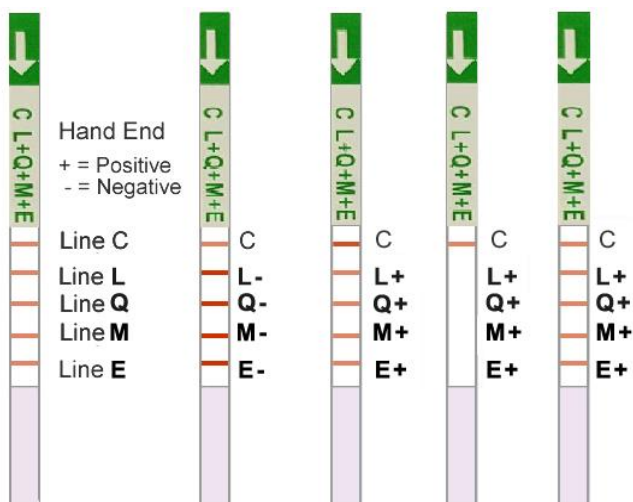 C L+Q+M+E
Hand End
+ = Positive
- = Negative
Line C
Line L
Line Q
Line M
Line E
C L+Q+M+E
C
L-
Q-
M-
E-
C L+Q+M+E
C
L+
Q+
M+
E+
C L+Q+M+E
C
L+
Q+
M+
E+
C L+Q+M+E
C
L+
Q+
M+
E+